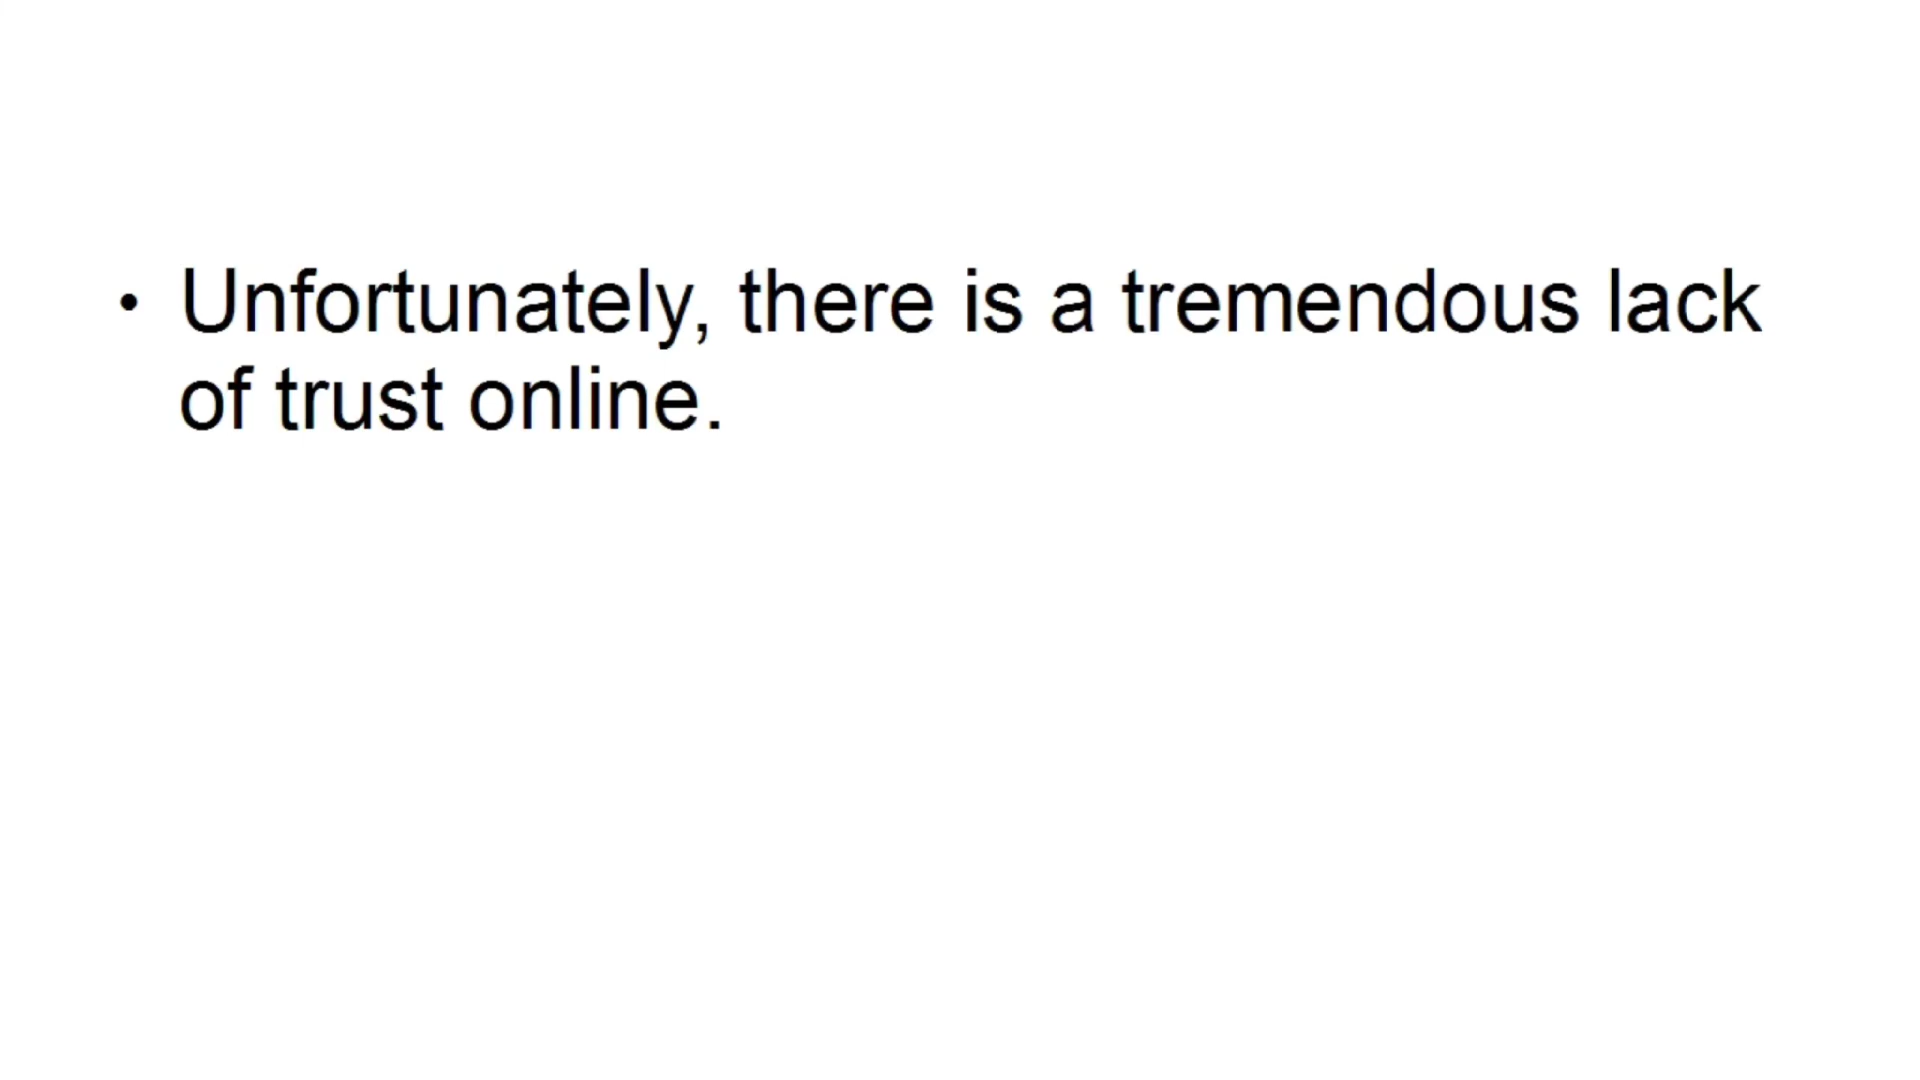 • Unfortunately, there is a tremendous lack
of trust online.